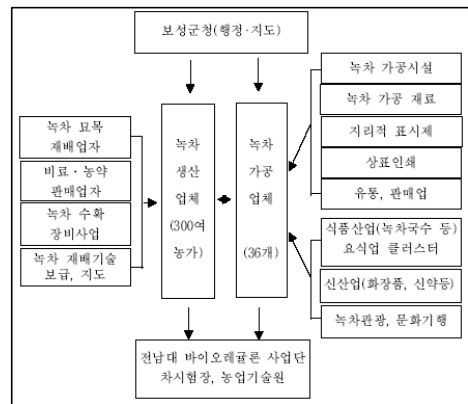 보성군청(행정·지도)
녹차 묘목
재배업자
비료·농약
판매업자
녹차 수확
장비사업
녹차 재배기술
보급, 지도
녹차
생산
업체
(300여
농가)
녹차
가공
업체
(36개)
녹차 가공시설
녹차 가공 재료
지리적 표시제
상표인쇄
유통, 판매업
식품산업(녹차국수 등)
요식업 클러스터
신산업(화장품, 신약등)
녹차관광, 문화기행
전남대 바이오레귤론 사업단
차시험장, 농업기술원